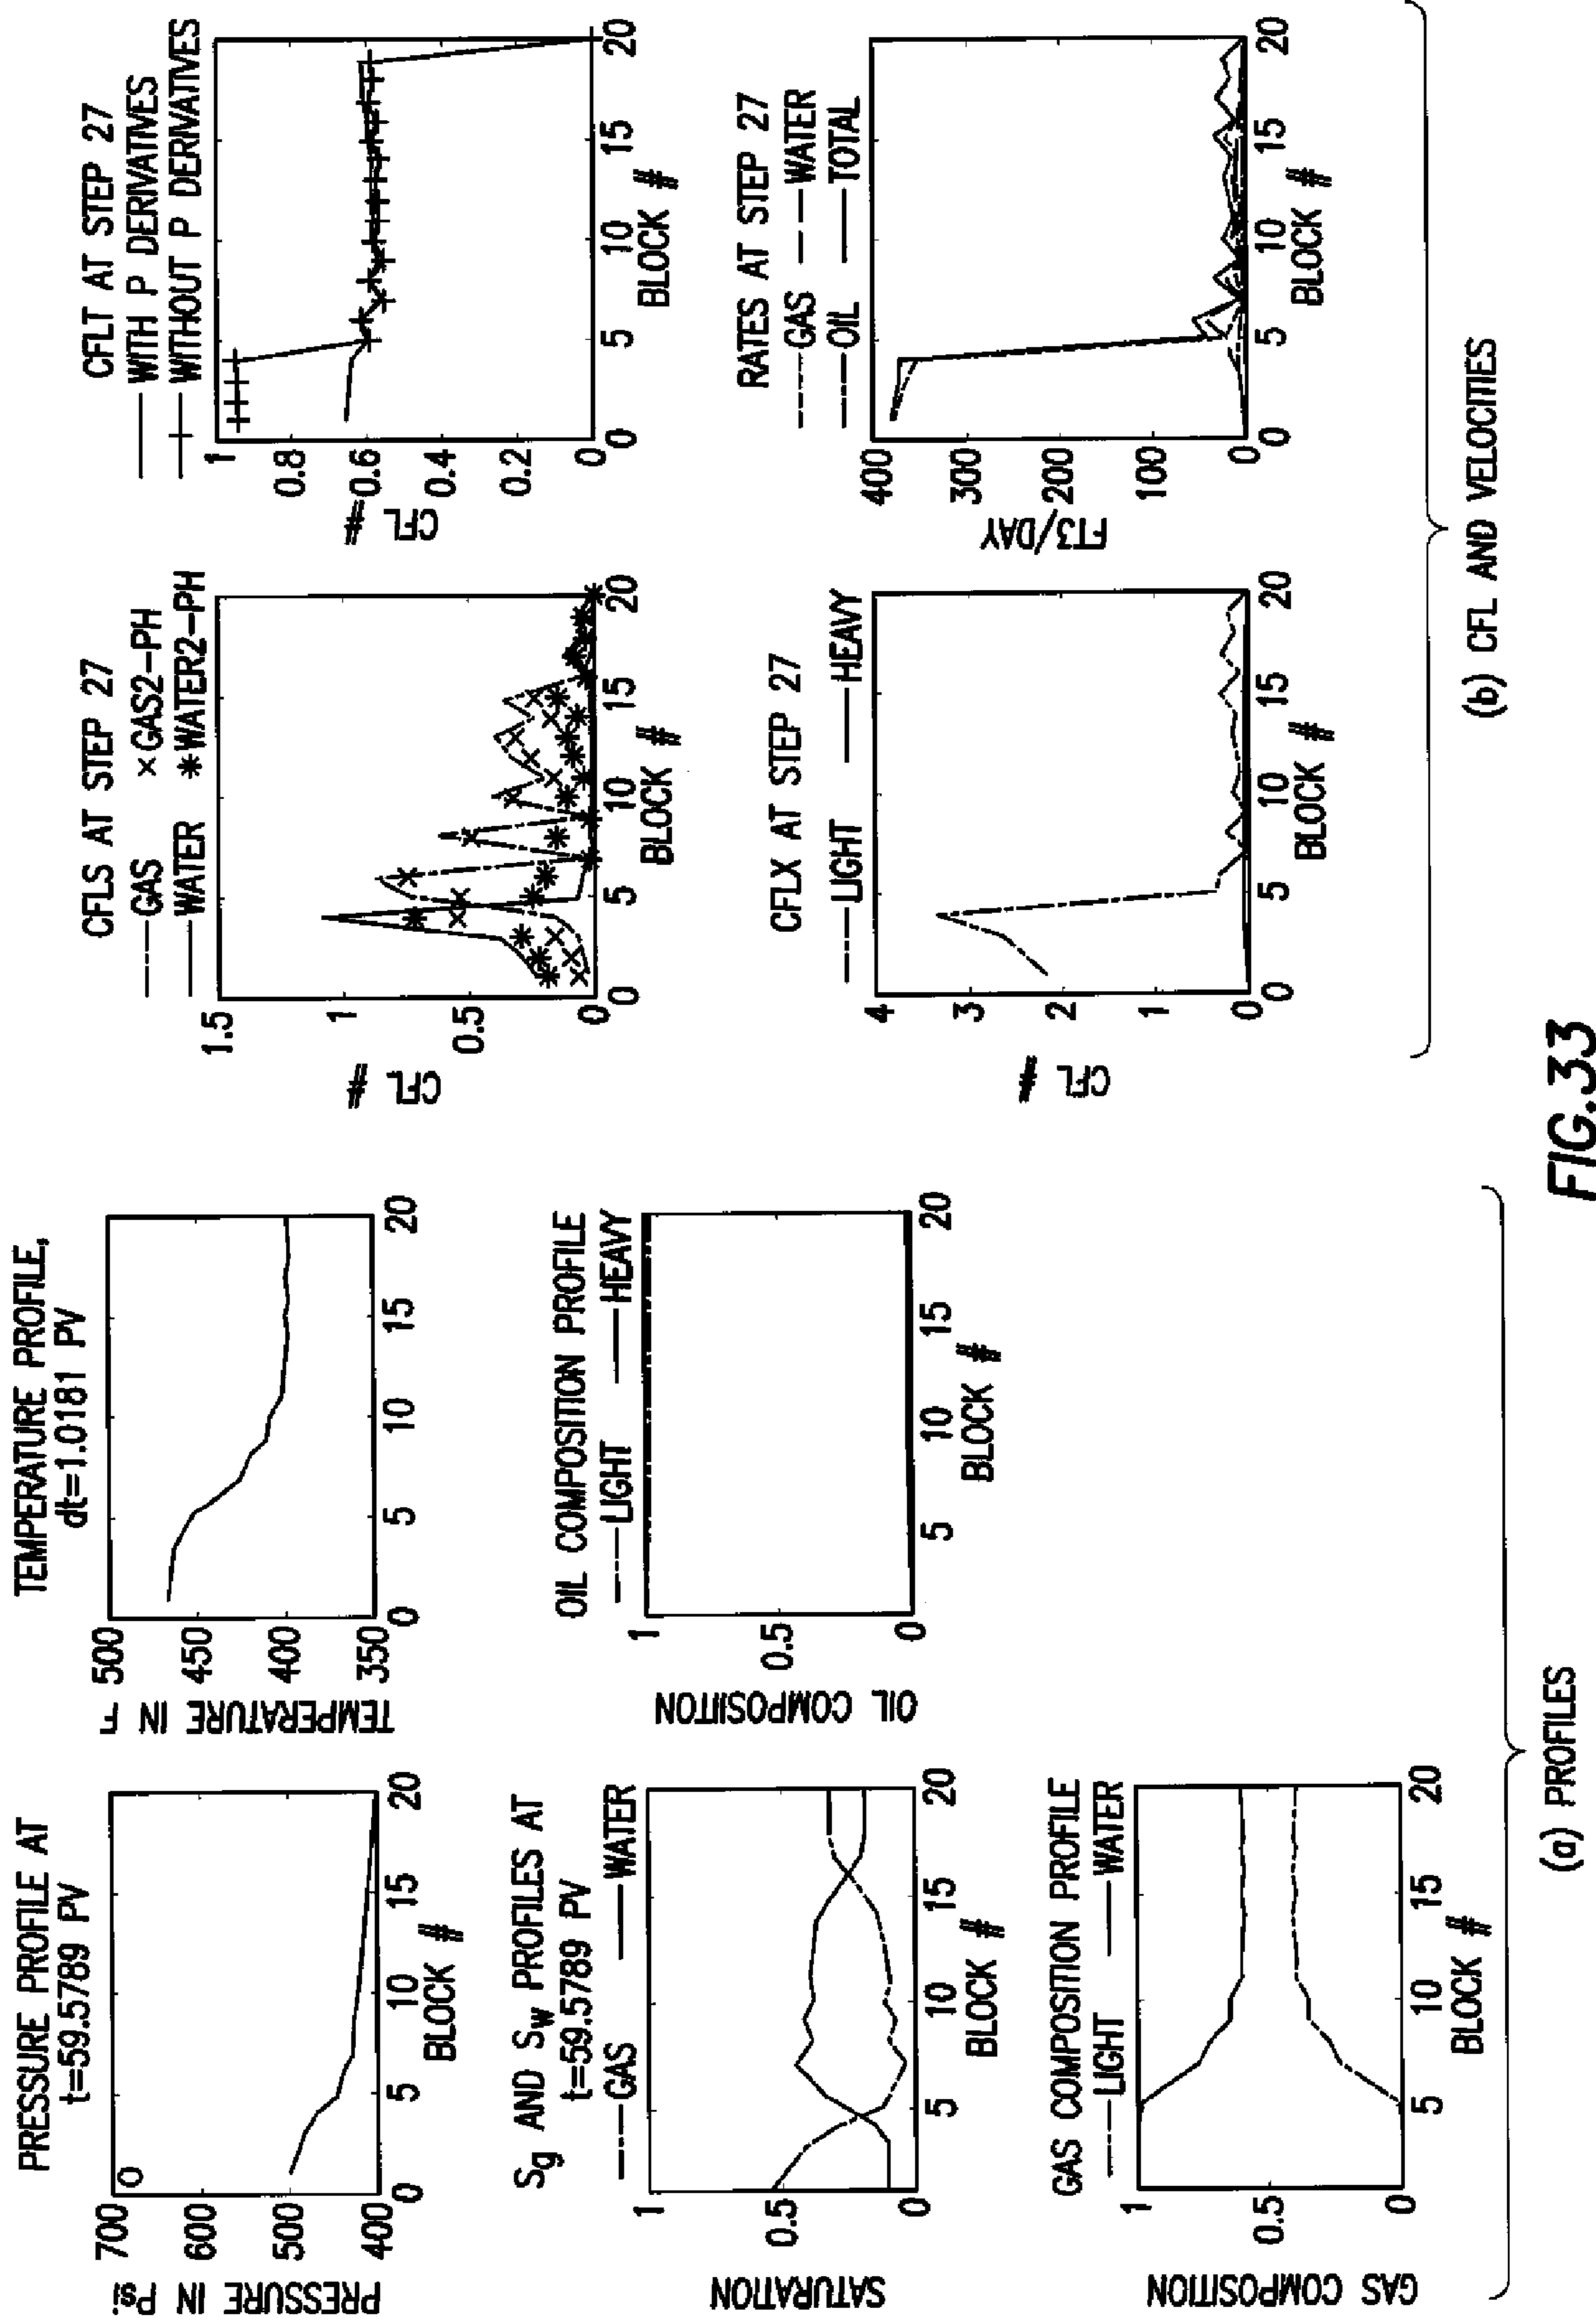 PRESSURE PROFILE AT
t=59.5789 PV
PRESSURE IN Psi
700
600
500
400
0
5
10
15
20
BLOCK #
TEMPERATURE PROFILE,
dt=1.0181 PV
TEMPERATURE IN F
500
450
400
350
0
5
10
15
20
Sg AND Sw PROFILES AT
t=59.5789 PV
GAS
WATER
SATURATION
1
0.5
0
5
10
15
20
BLOCK #
OIL COMPOSITION PROFILE
LIGHT
HEAVY
OIL COMPOSIITON
1
0.5
0
5
10
15
20
BLOCK #
GAS COMPOSITION PROFILE
LIGHT
WATER
GAS COMPOSITION
1
0.5
0
5
10
15
20
BLOCK #
(a) PROFILES
CFLS AT STEP 27
GAS × GAS2-PH
WATER * WATER2-PH
CFL #
1.5
1
0.5
0
0
5
10
15
20
BLOCK #
CFLT AT STEP 27
WITH P DERIVATIVES
WITHOUT P DERIVATIVES
CFL #
1
0.8
0.6
0.4
0.2
0
0
5
10
15
20
BLOCK #
CFLX AT STEP 27
LIGHT
HEAVY
CFL #
4
3
2
1
0
0
5
10
15
20
BLOCK #
RATES AT STEP 27
GAS
WATER
OIL
TOTAL
FT3/DAY
400
300
200
100
0
0
5
10
15
20
BLOCK #
(b) CFL AND VELOCITIES
FIG.33